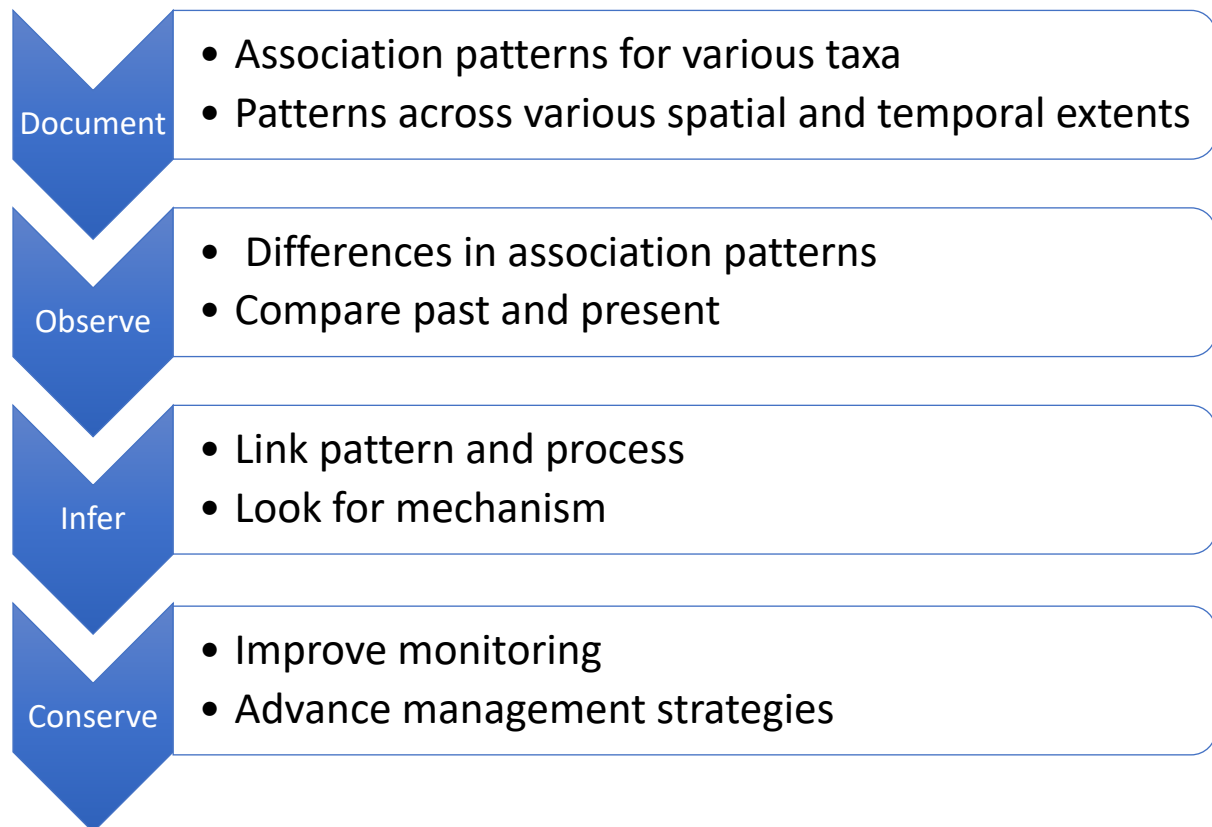 Document
• Association patterns for various taxa
• Patterns across various spatial and temporal extents
Observe
• Differences in association patterns
• Compare past and present
Infer
• Link pattern and process
• Look for mechanism
Conserve
• Improve monitoring
• Advance management strategies